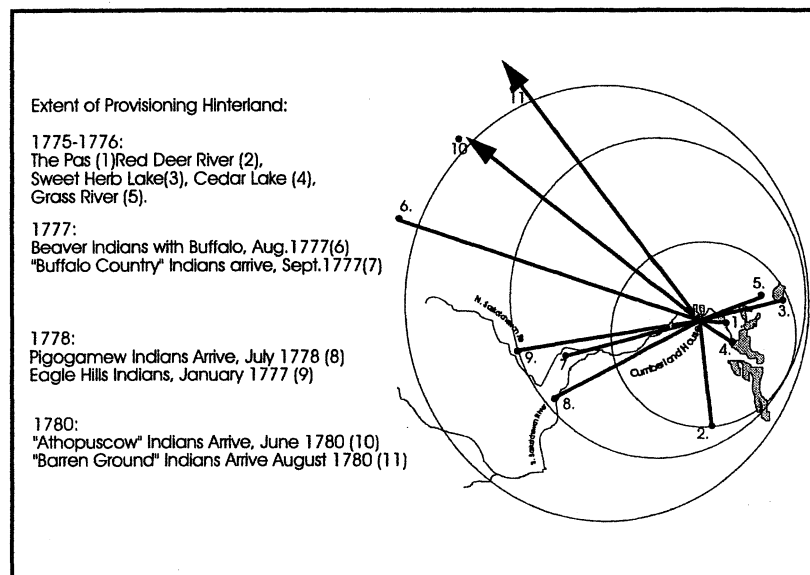 Extent of Provisioning Hinterland:
1775-1776:
The Pas (1)Red Deer River (2),
Sweet Herb Lake(3), Cedar Lake (4),
Grass River (5).
1777:
Beaver Indians with Buffalo, Aug.1777(6)
"Buffalo Country" Indians arrive, Sept.1777(7)
1778:
Pigogamew Indians Arrive, July 1778 (8)
Eagle Hills Indians, January 1777 (9)
1780:
"Athopuscow" Indians Arrive, June 1780 (10)
"Barren Ground" Indians Arrive August 1780 (11)
11
10
6.
N. Saskatchewan R
5.
3.
1.
4.
9.
7.
Cumberland House
8.
S. Saskatchewan River
2.